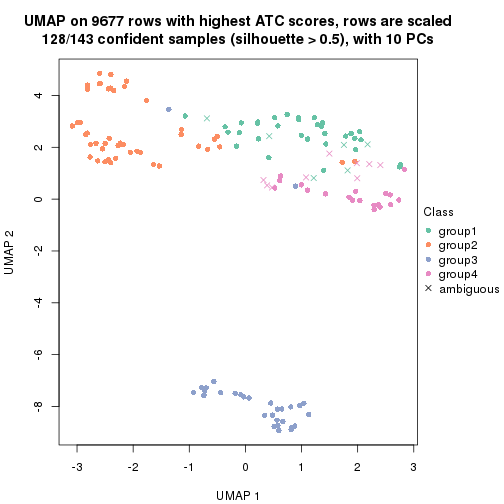 UMAP on 9677 rows with highest ATC scores, rows are scaled
128/143 confident samples (silhouette > 0.5), with 10 PCs
4
2
0
-2
-4
-6
-8
UMAP 2
-3
-2
-1
0
1
2
3
UMAP 1
Class
group1
group2
group3
group4
ambiguous